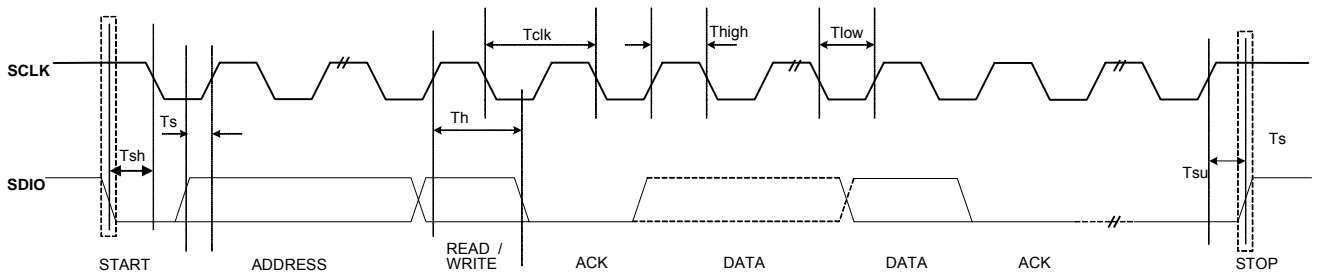 Tclk Thigh Tlow
SCLK
Ts Th Ts
Tsh Tsu
SDIO
START ADDRESS READ / WRITE ACK DATA DATA ACK STOP